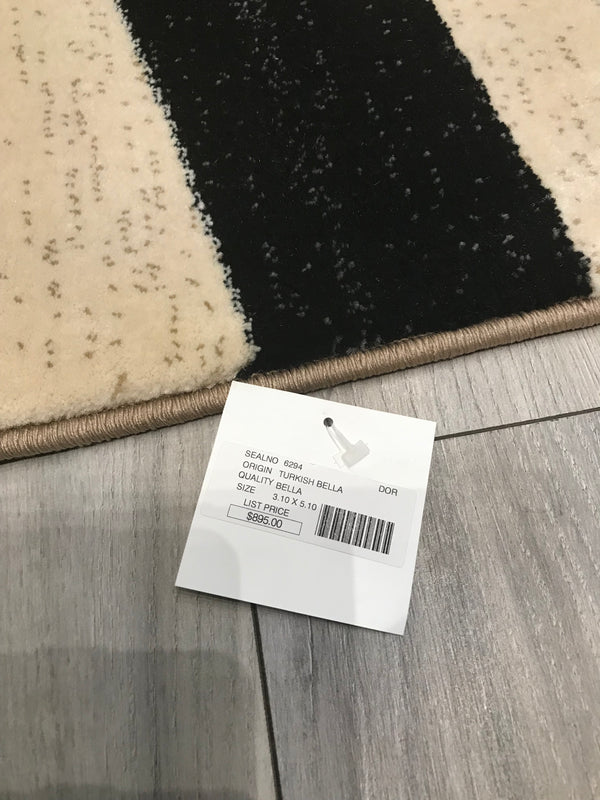 SEALNO 6294
ORIGIN TURKISH BELLA DOR
QUALITY BELLA
SIZE 3.10 X 5.10
LIST PRICE
$895.00